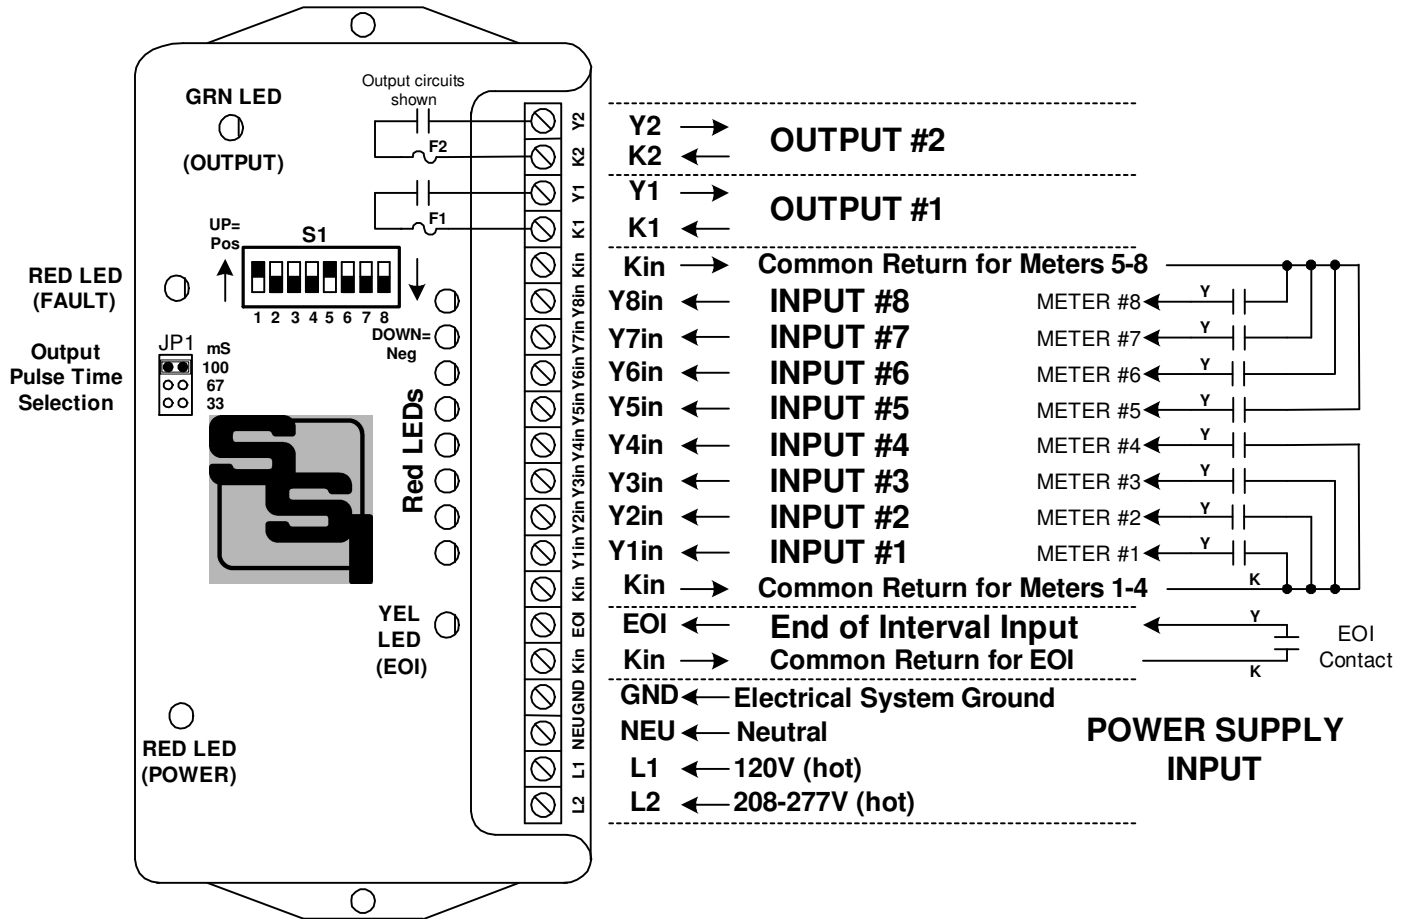 GRN LED
(OUTPUT)
Output circuits
shown
F2
F1
UP=
Pos
S1
1 2 3 4 5 6 7 8
DOWN=
Neg
RED LED
(FAULT)
JP1
mS
100
67
33
Output
Pulse Time
Selection
SSI
Red LEDs
YEL
LED
(EOI)
RED LED
(POWER)
Y2
K2
Y1
K1
Kin
Y8in
Y7in
Y6in
Y5in
Y4in
Y3in
Y2in
Y1in
Kin
EOI
Kin
GND
NEU
L1
L2
Y2
K2
OUTPUT #2
Y1
K1
OUTPUT #1
Kin Common Return for Meters 5-8
Y8in INPUT #8 METER #8 Y
Y7in INPUT #7 METER #7 Y
Y6in INPUT #6 METER #6 Y
Y5in INPUT #5 METER #5 Y
Y4in INPUT #4 METER #4 Y
Y3in INPUT #3 METER #3 Y
Y2in INPUT #2 METER #2 Y
Y1in INPUT #1 METER #1 Y
Kin Common Return for Meters 1-4 K
EOI End of Interval Input Y
Kin Common Return for EOI K
EOI
Contact
GND Electrical System Ground
NEU Neutral
L1 120V (hot)
L2 208-277V (hot)
POWER SUPPLY
INPUT